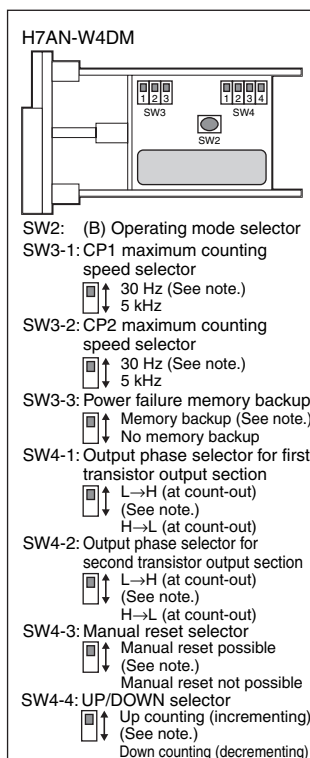 H7AN-W4DM
1 2 3
1 2 3 4
SW3
SW4
SW2
SW2: (B) Operating mode selector
SW3-1: CP1 maximum counting
speed selector
30 Hz (See note.)
5 kHz
SW3-2: CP2 maximum counting
speed selector
30 Hz (See note.)
5 kHz
SW3-3: Power failure memory backup
Memory backup (See note.)
No memory backup
SW4-1: Output phase selector for first
transistor output section
L→H (at count-out)
(See note.)
H→L (at count-out)
SW4-2: Output phase selector for
second transistor output section
L→H (at count-out)
(See note.)
H→L (at count-out)
SW4-3: Manual reset selector
Manual reset possible
(See note.)
Manual reset not possible
SW4-4: UP/DOWN selector
Up counting (incrementing)
(See note.)
Down counting (decrementing)